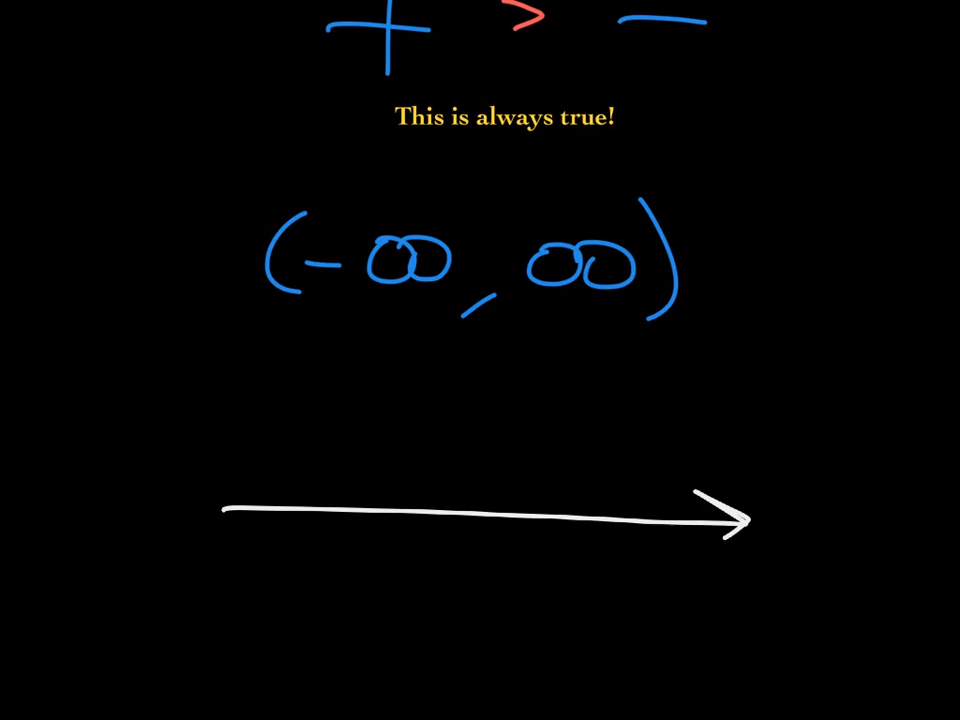 + > −
This is always true!
(-∞, ∞)